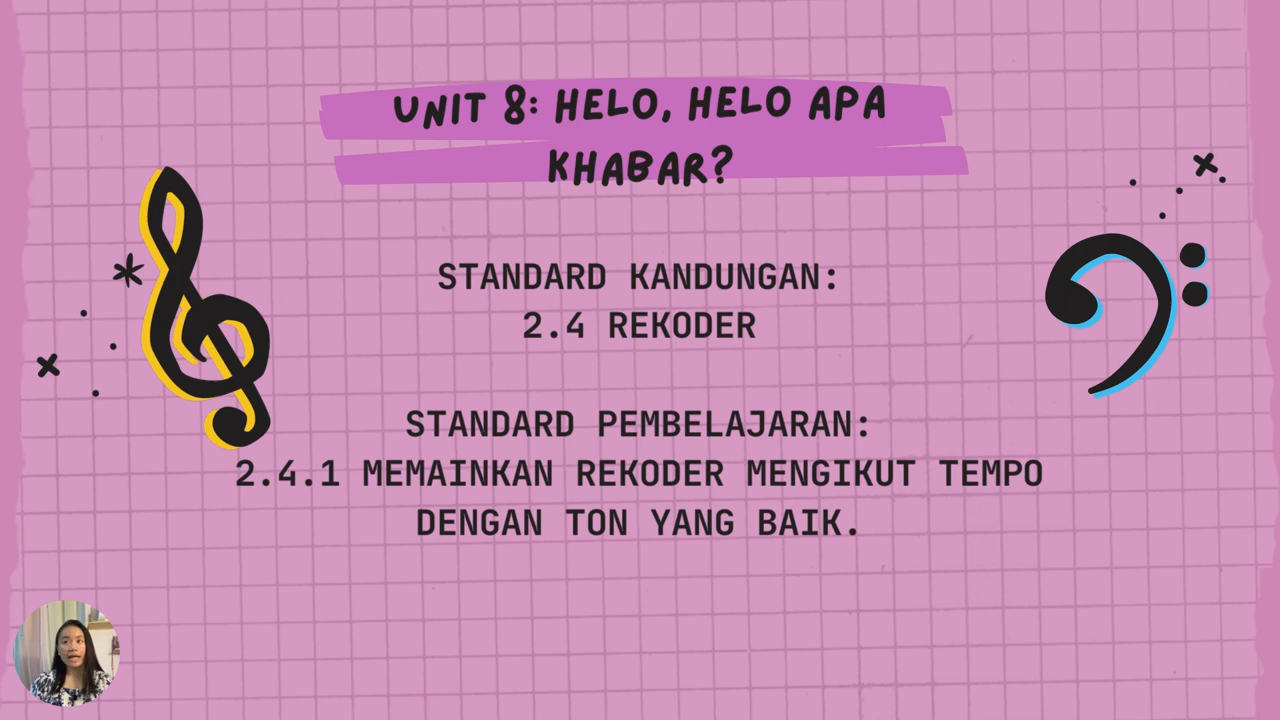 UNIT 8: HELO, HELO APA
KHABAR?
STANDARD KANDUNGAN:
2.4 REKODER
STANDARD PEMBELAJARAN:
2.4.1 MEMAINKAN REKODER MENGIKUT TEMPO
DENGAN TON YANG BAIK.